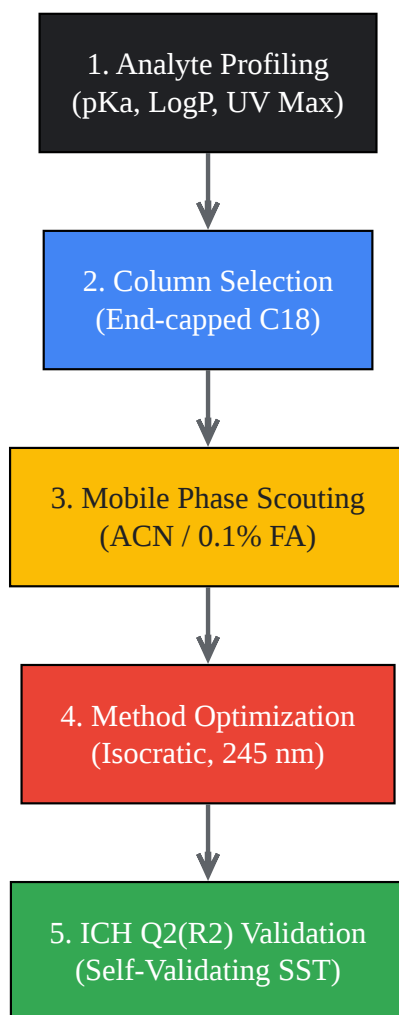 1. Analyte Profiling
(pKa, LogP, UV Max)
2. Column Selection
(End-capped C18)
3. Mobile Phase Scouting
(ACN / 0.1% FA)
4. Method Optimization
(Isocratic, 245 nm)
5. ICH Q2(R2) Validation
(Self-Validating SST)